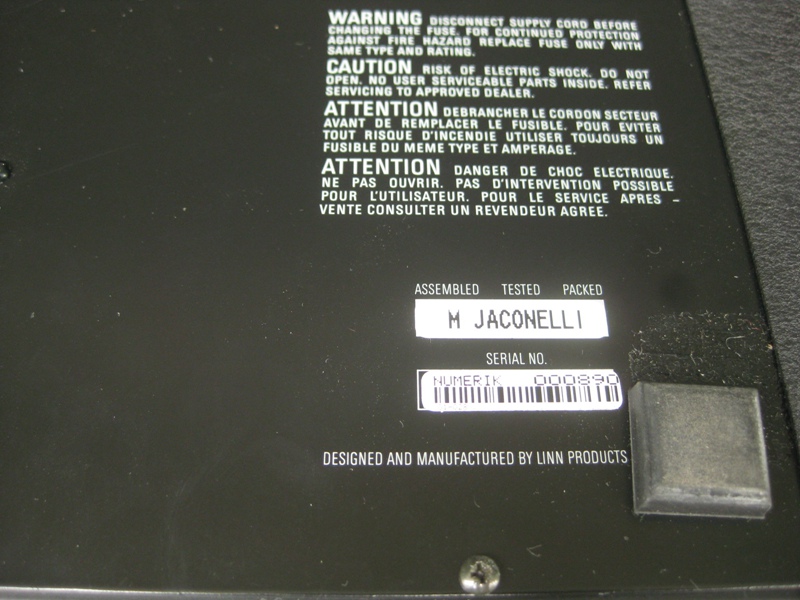 WARNING DISCONNECT SUPPLY CORD BEFORE
CHANGING THE FUSE. FOR CONTINUED PROTECTION
AGAINST FIRE HAZARD REPLACE FUSE ONLY WITH
SAME TYPE AND RATING.
CAUTION RISK OF ELECTRIC SHOCK. DO NOT
OPEN. NO USER SERVICEABLE PARTS INSIDE. REFER
SERVICING TO APPROVED DEALER.
ATTENTION DEBRANCHER LE CORDON SECTEUR
AVANT DE REMPLACER LE FUSIBLE. POUR EVITER
TOUT RISQUE D'INCENDIE UTILISER TOUJOURS UN
FUSIBLE DU MEME TYPE ET AMPERAGE.
ATTENTION DANGER DE CHOC ELECTRIQUE.
NE PAS OUVRIR. PAS D'INTERVENTION POSSIBLE
POUR L'UTILISATEUR. POUR LE SERVICE APRES -
VENTE CONSULTER UN REVENDEUR AGREE.
ASSEMBLED TESTED PACKED
M JACONELLI
SERIAL NO.
NUMERIK 000890
DESIGNED AND MANUFACTURED BY LINN PRODUCTS